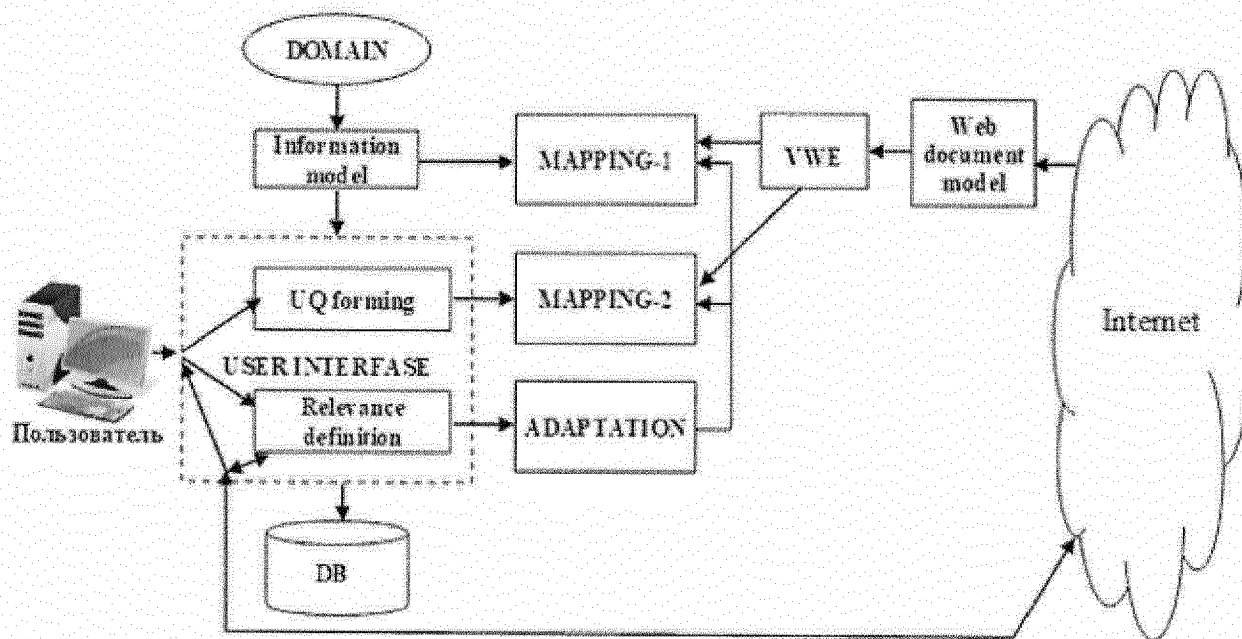 DOMAIN
Information
model
MAPPING-1
VWE
Web
document
model
UQ forming
MAPPING-2
Internet
USER INTERFASE
Relevance
definition
ADAPTATION
Пользователь
DB